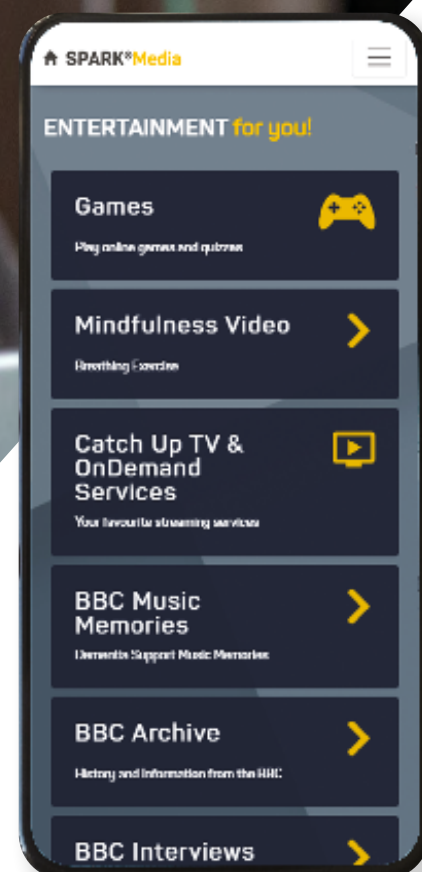 SPARK®Media
ENTERTAINMENT for you!
Games
Play online games and quizzes
Mindfulness Video
Breathing Exercise
Catch Up TV &
OnDemand
Services
Your favourite streaming services
BBC Music
Memories
Dementia Support Music Memories
BBC Archive
History and Information from the BBC
BBC Interviews